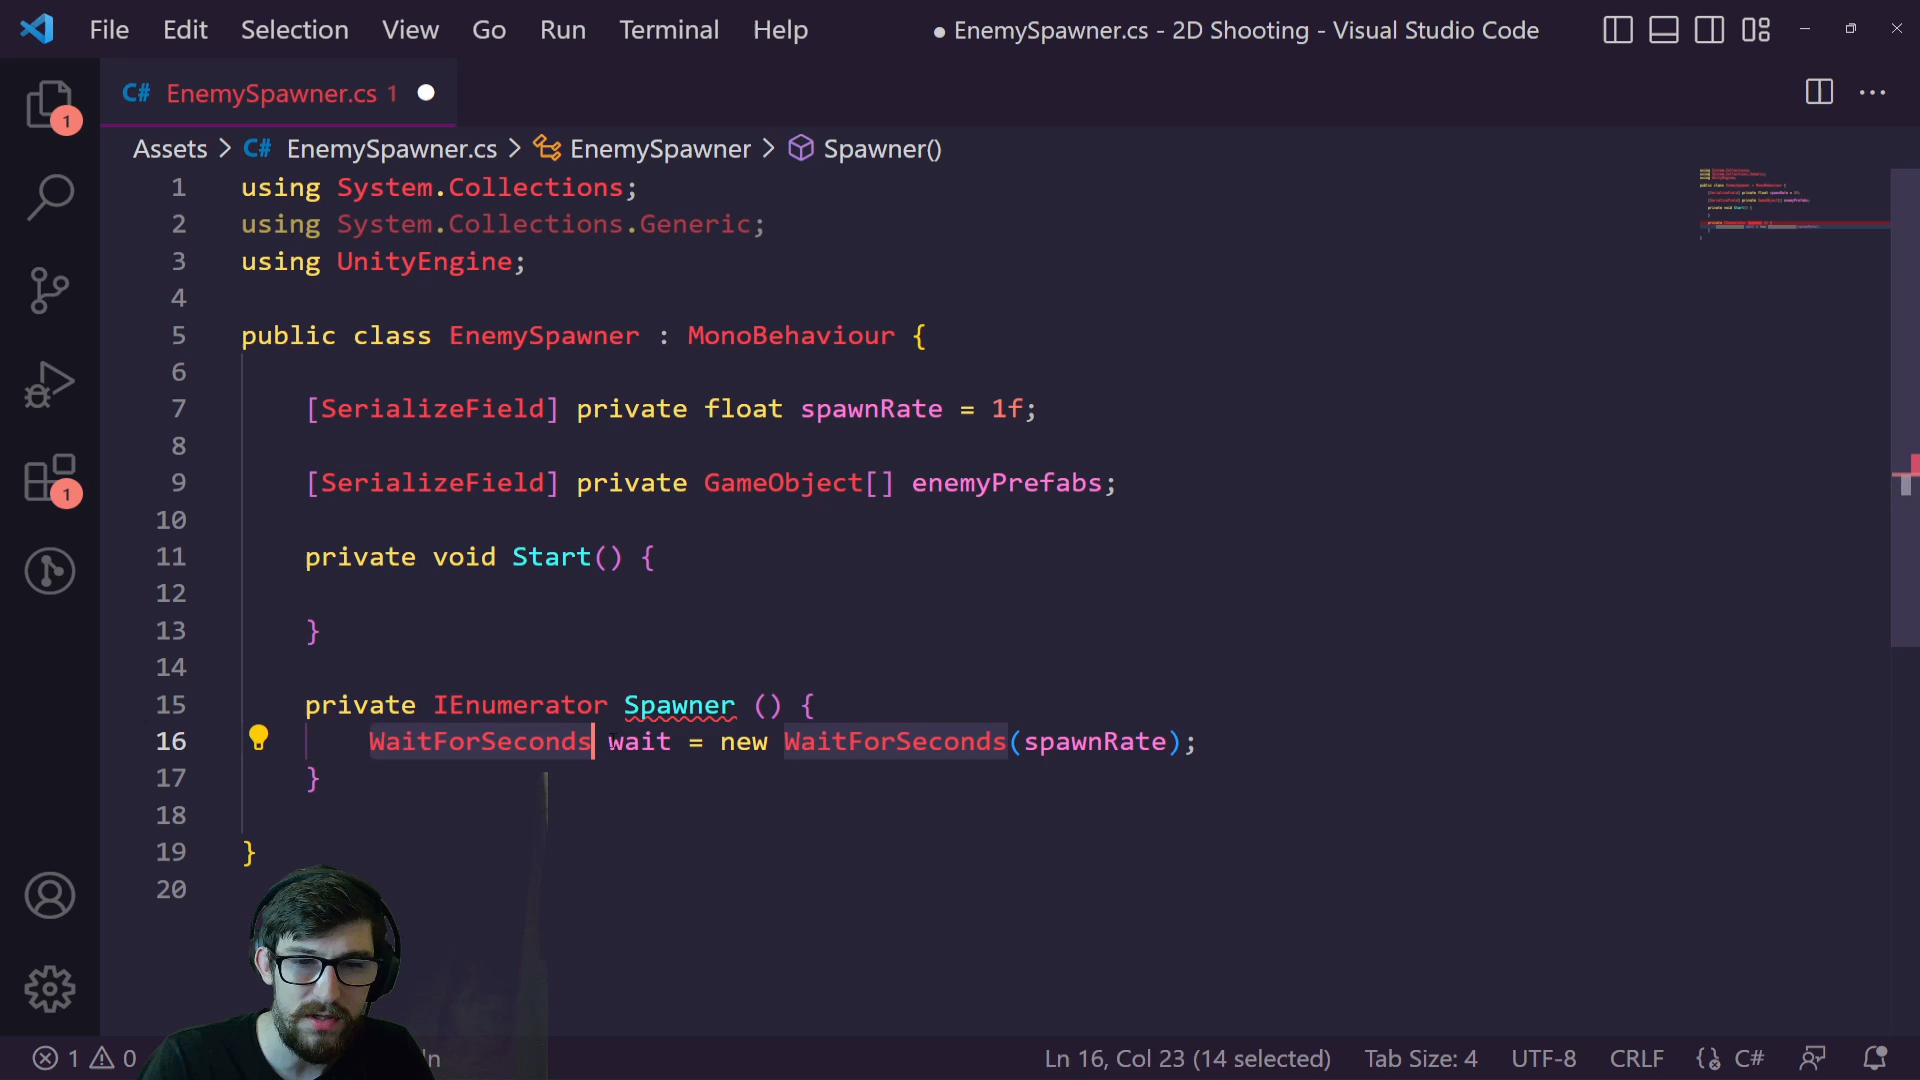 File Edit Selection View Go Run Terminal Help ● EnemySpawner.cs - 2D Shooting - Visual Studio Code
C# EnemySpawner.cs 1
Assets > C# EnemySpawner.cs > EnemySpawner > Spawner()
1 using System.Collections;
2 using System.Collections.Generic;
3 using UnityEngine;
4
5 public class EnemySpawner : MonoBehaviour {
6
7 [SerializeField] private float spawnRate = 1f;
8
9 [SerializeField] private GameObject[] enemyPrefabs;
10
11 private void Start() {
12
13 }
14
15 private IEnumerator Spawner () {
16 WaitForSeconds wait = new WaitForSeconds(spawnRate);
17 }
18
19 }
20
1
1
1 0 Ln 16, Col 23 (14 selected) Tab Size: 4 UTF-8 CRLF C#